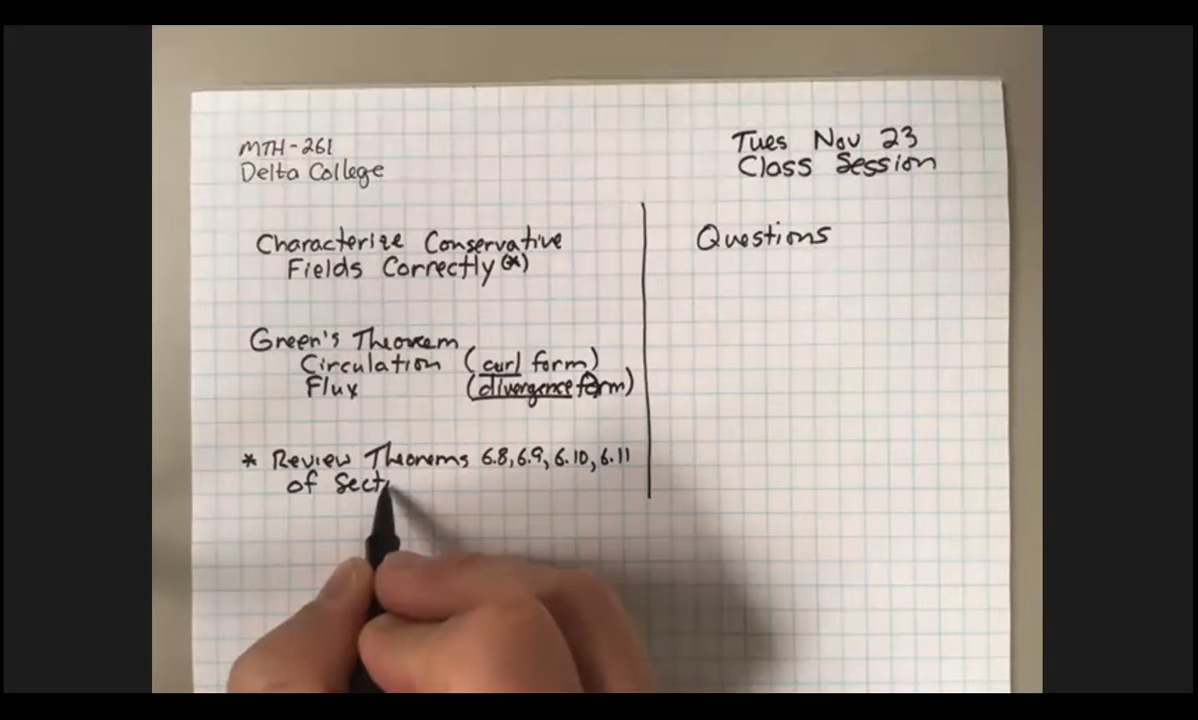 MTH-261
Delta College
Tues Nov 23
Class Session
Characterize Conservative
Fields Correctly (*)
Green's Theorem
Circulation (curl form)
Flux (divergence form)
* Review Theorems 6.8, 6.9, 6.10, 6.11
of Sect
Questions